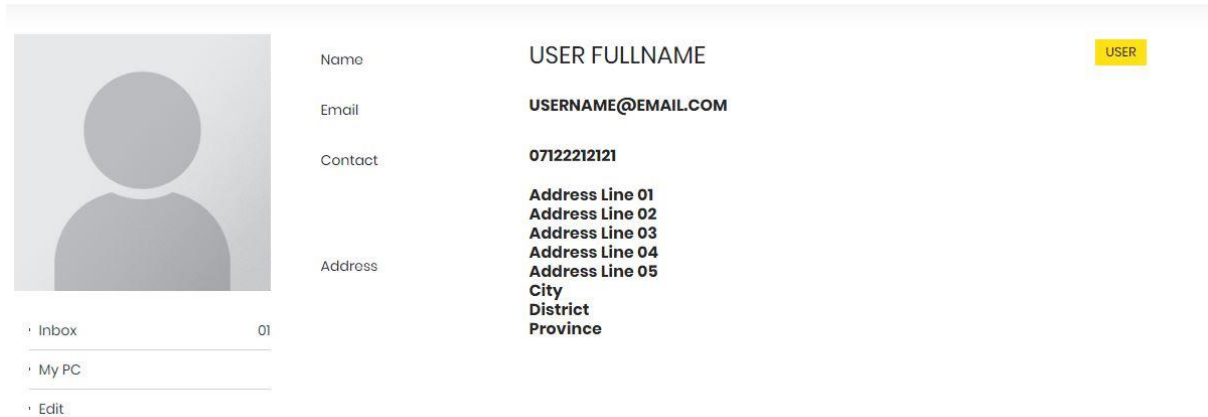 Name USER FULLNAME USER
Email USERNAME@EMAIL.COM
Contact 07122212121
Address Address Line 01
Address Line 02
Address Line 03
Address Line 04
Address Line 05
City
District
Province
Inbox 01
My PC
Edit